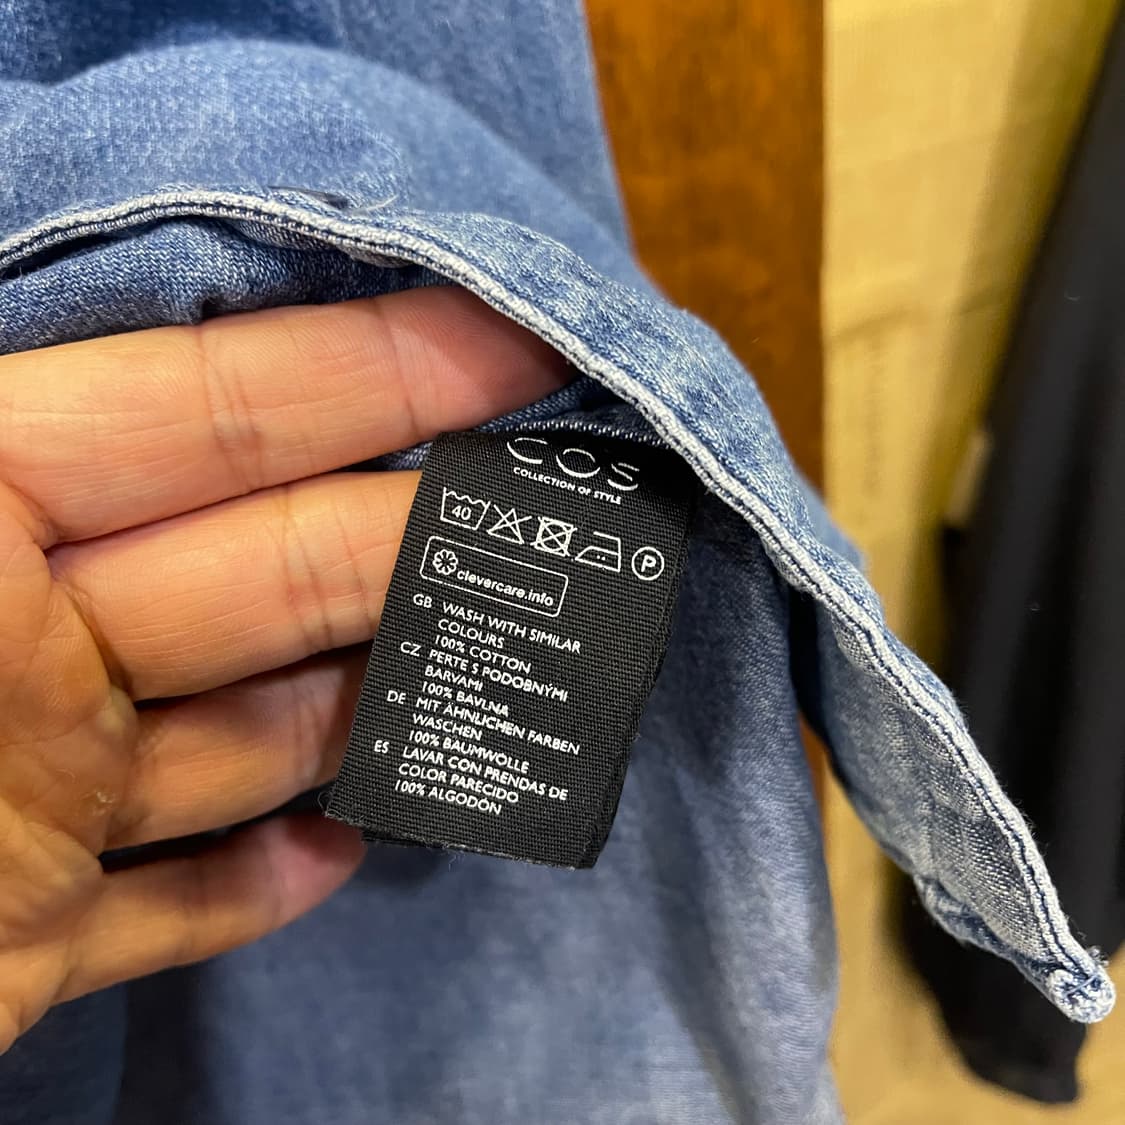 COS
COLLECTION OF STYLE
40
P
clevercare.info
GB WASH WITH SIMILAR
COLOURS
100% COTTON
CZ PERTE S PODOBNÝMI
BARVAMI
100% BAVLNA
DE MIT ÄHNLICHEN FARBEN
WASCHEN
100% BAUMWOLLE
ES LAVAR CON PRENDAS DE
COLOR PARECIDO
100% ALGODÓN